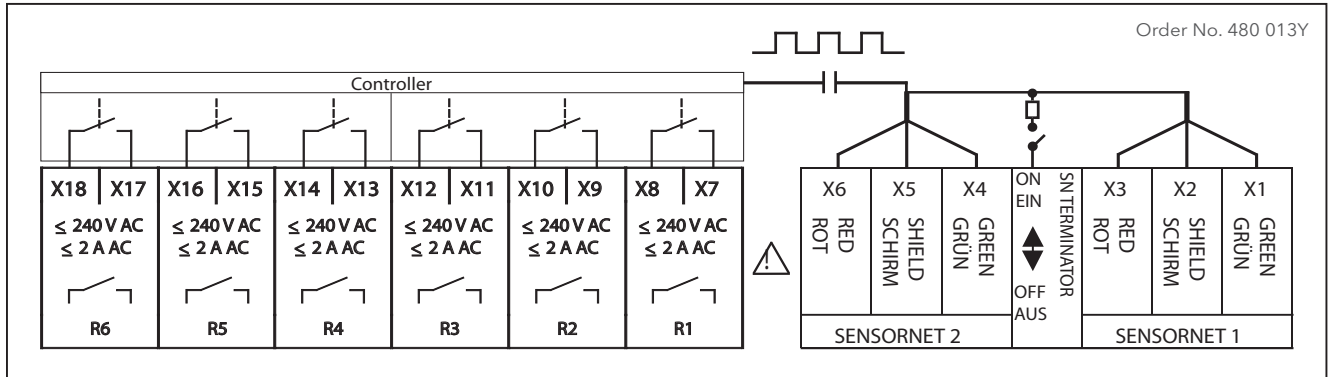 Order No. 480 013Y
Controller
X18 X17 X16 X15 X14 X13 X12 X11 X10 X9 X8 X7
≤ 240 V AC ≤ 240 V AC ≤ 240 V AC ≤ 240 V AC ≤ 240 V AC ≤ 240 V AC
≤ 2 A AC ≤ 2 A AC ≤ 2 A AC ≤ 2 A AC ≤ 2 A AC ≤ 2 A AC
R6 R5 R4 R3 R2 R1
X6
RED
ROT
X5
SHIELD
SCHIRM
X4
GREEN
GRÜN
SENSORNET 2
ON
EIN
OFF
AUS
SN TERMINATOR
X3
RED
ROT
X2
SHIELD
SCHIRM
X1
GREEN
GRÜN
SENSORNET 1